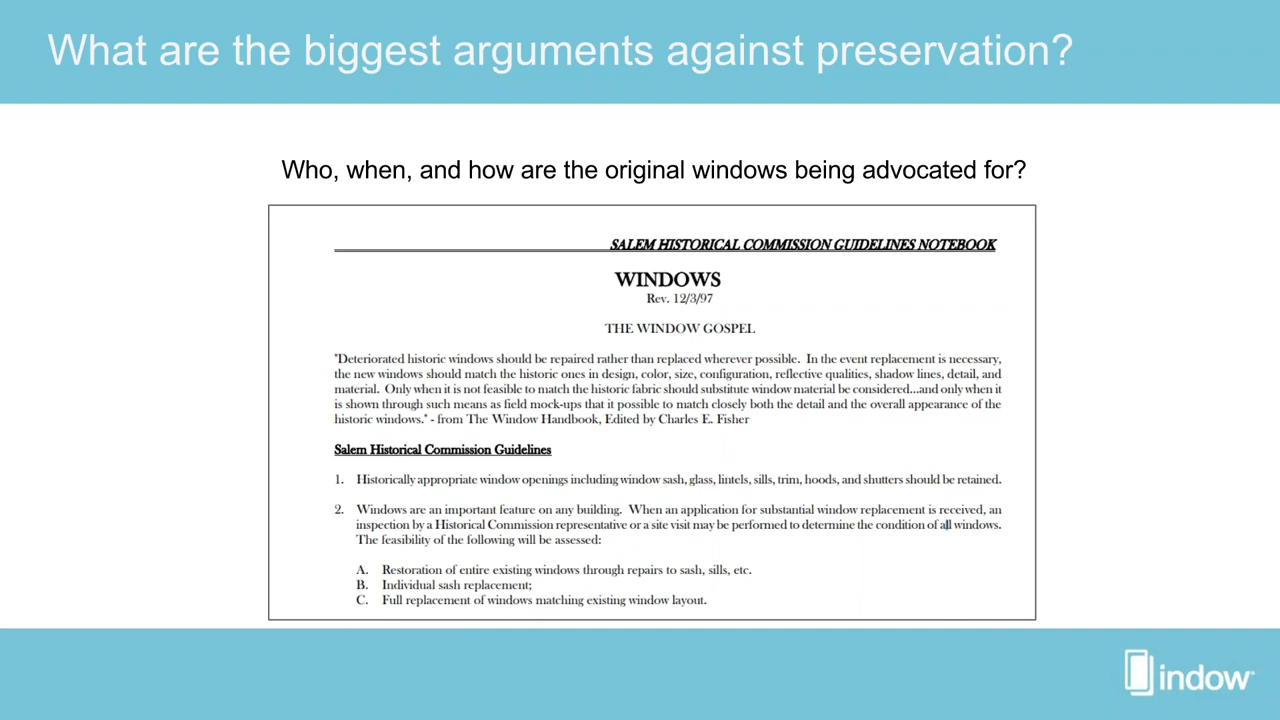 What are the biggest arguments against preservation?
Who, when, and how are the original windows being advocated for?
SALEM HISTORICAL COMMISSION GUIDELINES NOTEBOOK
WINDOWS
Rev. 12/3/97
THE WINDOW GOSPEL
"Deteriorated historic windows should be repaired rather than replaced wherever possible. In the event replacement is necessary,
the new windows should match the historic ones in design, color, size, configuration, reflective qualities, shadow lines, detail, and
material. Only when it is not feasible to match the historic fabric should substitute window material be considered...and only when it
is shown through such means as field mock-ups that it possible to match closely both the detail and the overall appearance of the
historic windows." - from The Window Handbook, Edited by Charles E. Fisher
Salem Historical Commission Guidelines
1. Historically appropriate window openings including window sash, glass, lintels, sills, trim, hoods, and shutters should be retained.
2. Windows are an important feature on any building. When an application for substantial window replacement is received, an
inspection by a Historical Commission representative or a site visit may be performed to determine the condition of all windows.
The feasibility of the following will be assessed:
A. Restoration of entire existing windows through repairs to sash, sills, etc.
B. Individual sash replacement;
C. Full replacement of windows matching existing window layout.
indow